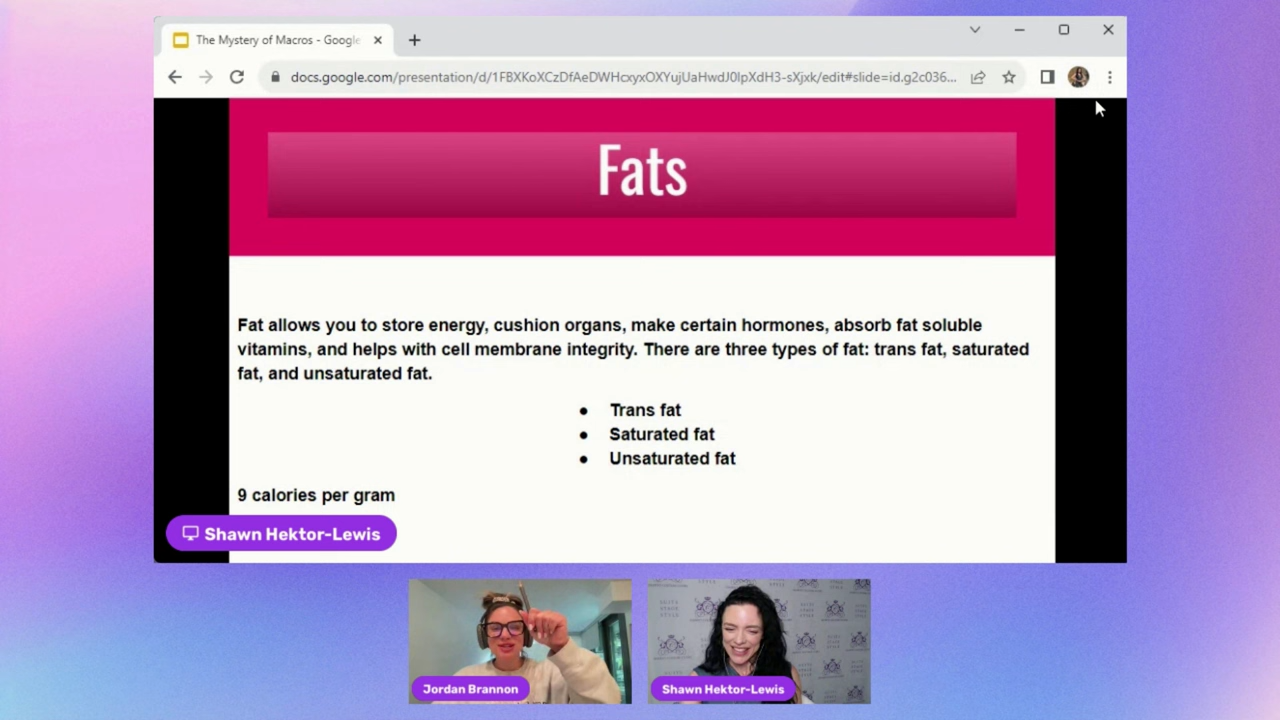 The Mystery of Macros - Google
docs.google.com/presentation/d/1FBXKoXCzDfAeDWHcxyxOXYujUaHwdJ0lpXdH3-sXjxk/edit#slide=id.g2c036...
Fats
Fat allows you to store energy, cushion organs, make certain hormones, absorb fat soluble
vitamins, and helps with cell membrane integrity. There are three types of fat: trans fat, saturated
fat, and unsaturated fat.
● Trans fat
● Saturated fat
● Unsaturated fat
9 calories per gram
Shawn Hektor-Lewis
Jordan Brannon
Shawn Hektor-Lewis